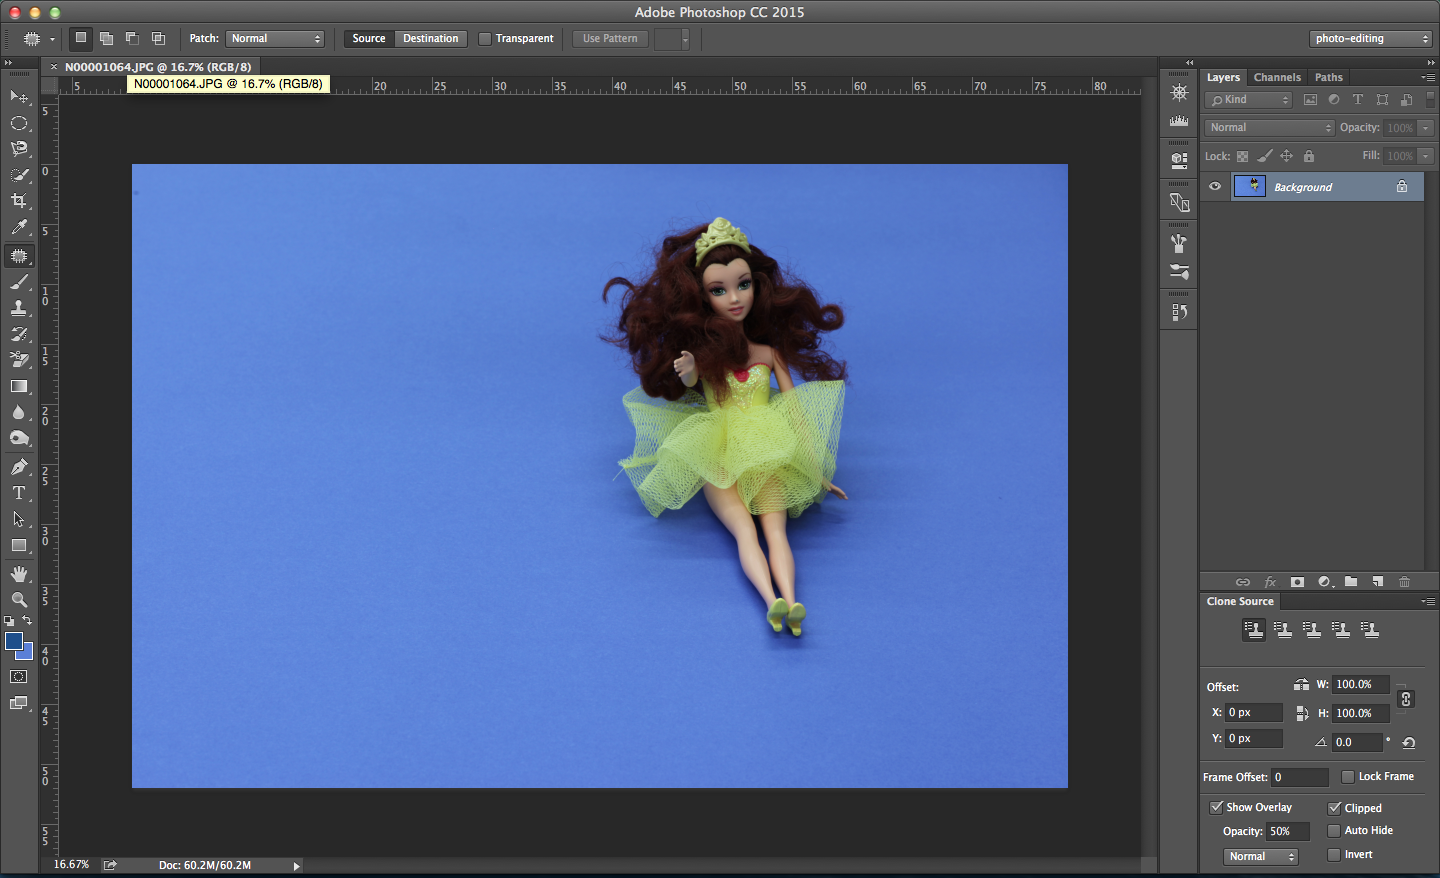 Adobe Photoshop CC 2015
Patch: Normal Source Destination Transparent Use Pattern photo-editing
× N00001064.JPG @ 16.7% (RGB/8)
N00001064.JPG @ 16.7% (RGB/8)
5 20 25 30 35 40 45 50 55 60 65 70 75 80
5
0
5
10
15
20
25
30
35
40
45
50
55
Layers Channels Paths
Kind
Normal Opacity: 100%
Lock: Fill: 100%
Background
fx
Clone Source
Offset: W: 100.0%
X: 0 px H: 100.0%
Y: 0 px 0.0 °
Frame Offset: 0 Lock Frame
Show Overlay Clipped
Opacity: 50% Auto Hide
Normal Invert
16.67% Doc: 60.2M/60.2M